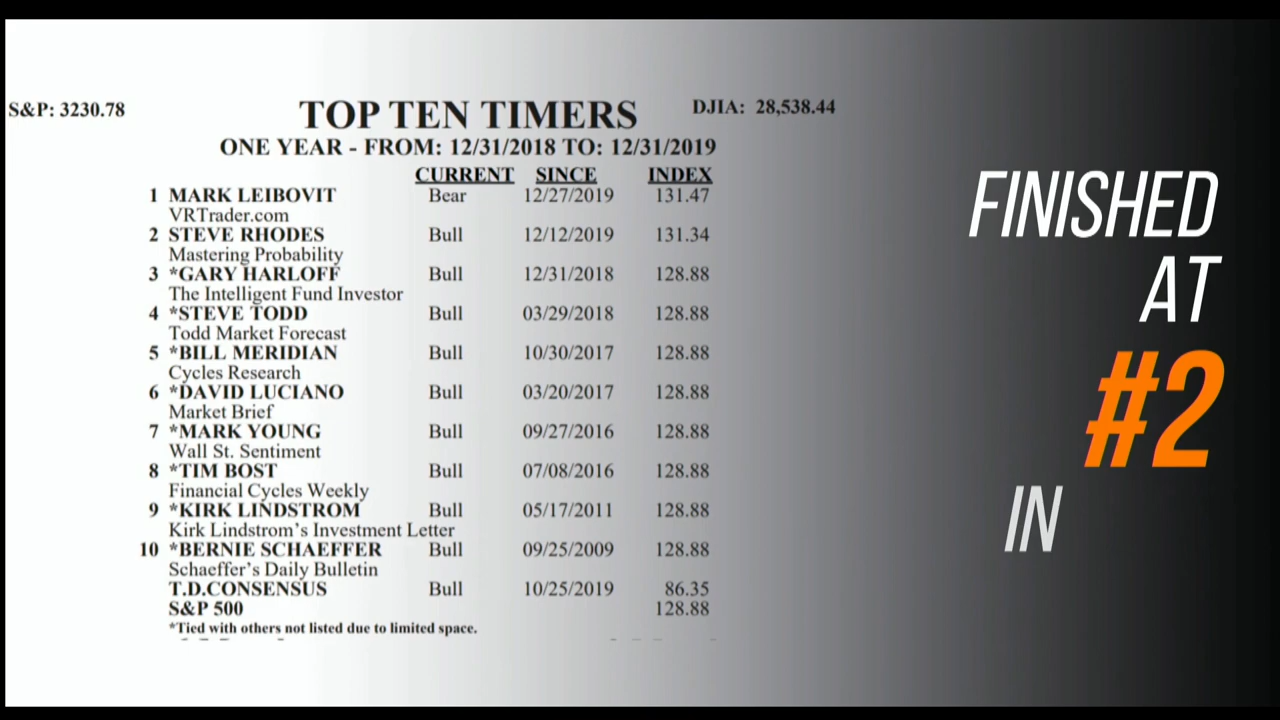 S&P: 3230.78
TOP TEN TIMERS
DJIA: 28,538.44
ONE YEAR - FROM: 12/31/2018 TO: 12/31/2019
CURRENT SINCE INDEX
1 MARK LEIBOVIT Bear 12/27/2019 131.47
VRTrader.com
2 STEVE RHODES Bull 12/12/2019 131.34
Mastering Probability
3 *GARY HARLOFF Bull 12/31/2018 128.88
The Intelligent Fund Investor
4 *STEVE TODD Bull 03/29/2018 128.88
Todd Market Forecast
5 *BILL MERIDIAN Bull 10/30/2017 128.88
Cycles Research
6 *DAVID LUCIANO Bull 03/20/2017 128.88
Market Brief
7 *MARK YOUNG Bull 09/27/2016 128.88
Wall St. Sentiment
8 *TIM BOST Bull 07/08/2016 128.88
Financial Cycles Weekly
9 *KIRK LINDSTROM Bull 05/17/2011 128.88
Kirk Lindstrom's Investment Letter
10 *BERNIE SCHAEFFER Bull 09/25/2009 128.88
Schaeffer's Daily Bulletin
T.D.CONSENSUS Bull 10/25/2019 86.35
S&P 500 128.88
*Tied with others not listed due to limited space.
FINISHED
AT
#2
IN